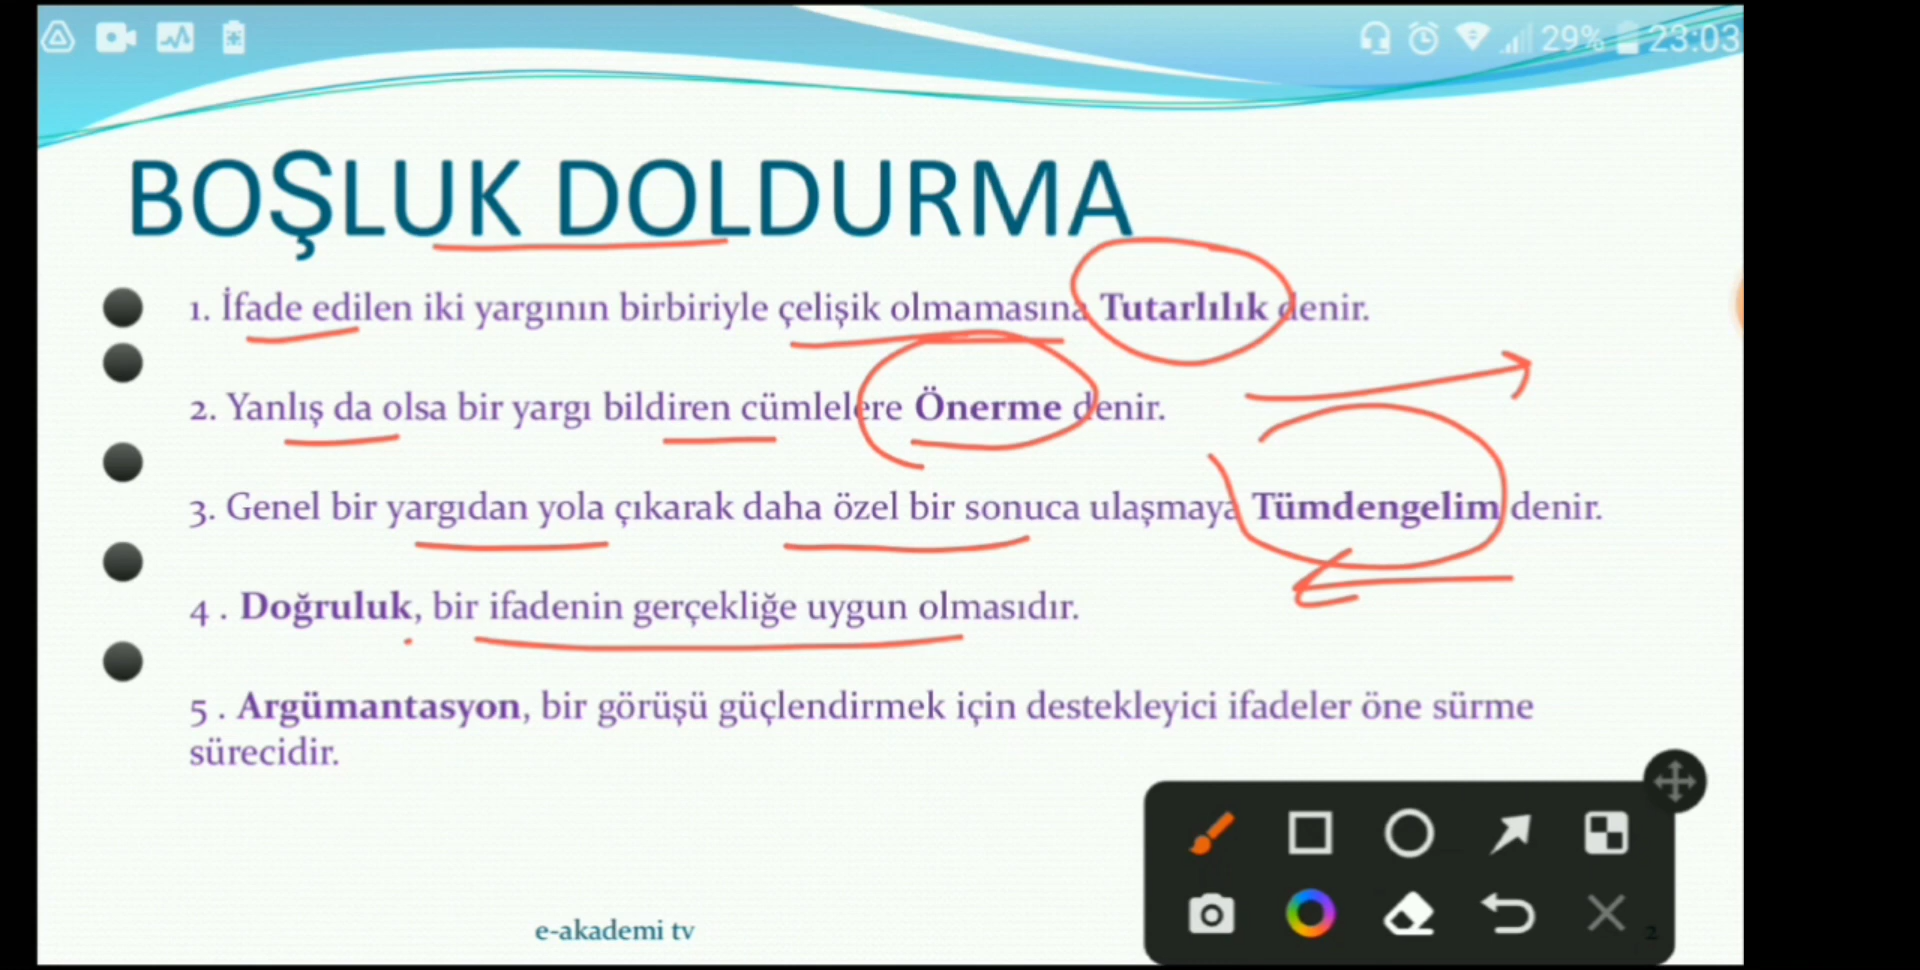 29% 23:03
BOŞLUK DOLDURMA
1. İfade edilen iki yargının birbiriyle çelişik olmamasına Tutarlılık denir.
2. Yanlış da olsa bir yargı bildiren cümlelere Önerme denir.
3. Genel bir yargıdan yola çıkarak daha özel bir sonuca ulaşmaya Tümdengelim denir.
4 . Doğruluk, bir ifadenin gerçekliğe uygun olmasıdır.
5 . Argümantasyon, bir görüşü güçlendirmek için destekleyici ifadeler öne sürme
sürecidir.
e-akademi tv
2